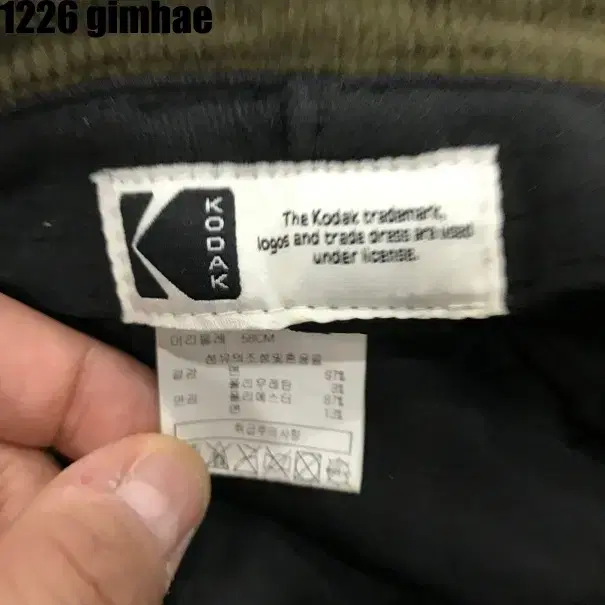 1226 gimhae
KODAK
The Kodak trademark,
logos and trade dress are used
under license.
머리둘레 58CM
섬유의조성및혼용율
겉감 면 97%
폴리우레탄 3%
안감 폴리에스터 87%
면 13%
취급주의사항